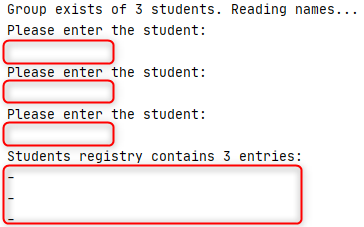 Group exists of 3 students. Reading names...
Please enter the student:
Please enter the student:
Please enter the student:
Students registry contains 3 entries:
-
-
-